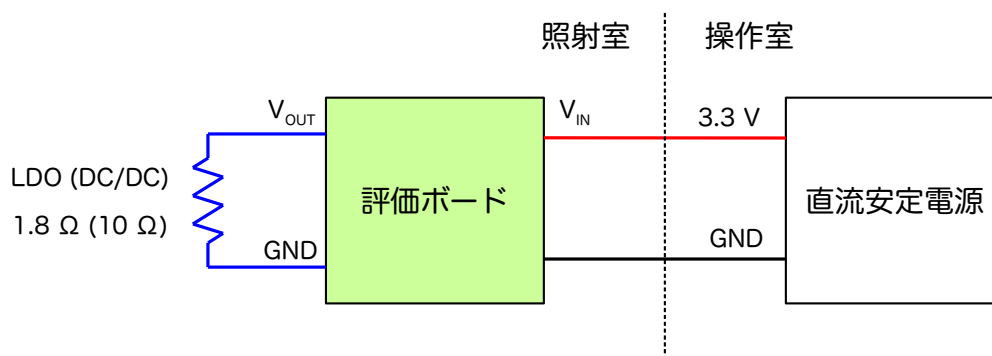 照射室
操作室
V_OUT
V_IN
3.3 V
LDO (DC/DC)
1.8 Ω (10 Ω)
評価ボード
直流安定電源
GND
GND